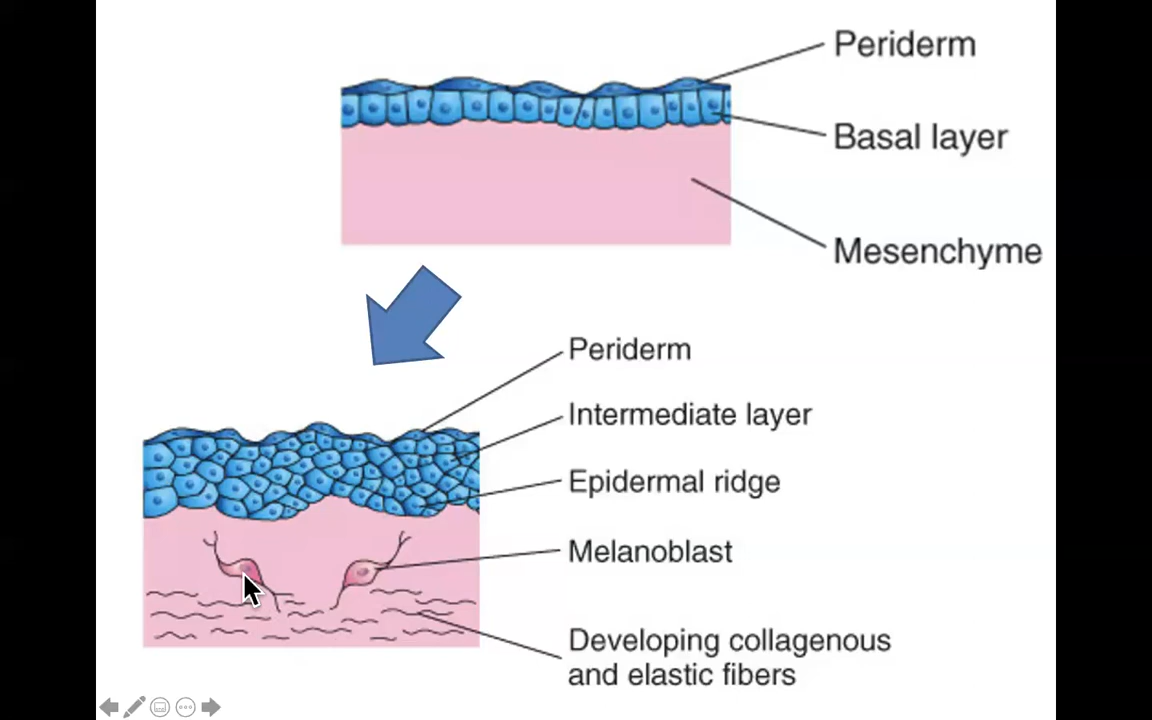 Periderm
Basal layer
Mesenchyme
Periderm
Intermediate layer
Epidermal ridge
Melanoblast
Developing collagenous
and elastic fibers